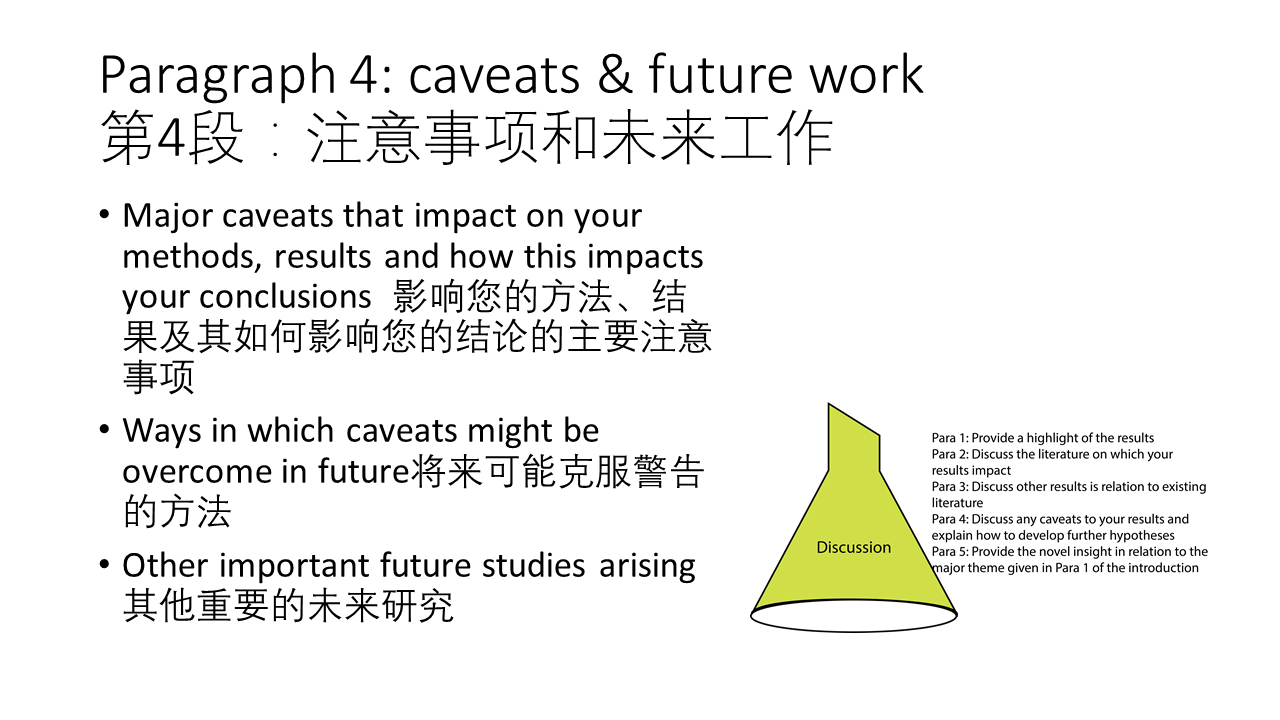 Paragraph 4: caveats & future work
第4段：注意事项和未来工作
• Major caveats that impact on your
methods, results and how this impacts
your conclusions 影响您的方法、结
果及其如何影响您的结论的主要注意
事项
• Ways in which caveats might be
overcome in future将来可能克服警告
的方法
• Other important future studies arising
其他重要的未来研究
Discussion
Para 1: Provide a highlight of the results
Para 2: Discuss the literature on which your
results impact
Para 3: Discuss other results is relation to existing
literature
Para 4: Discuss any caveats to your results and
explain how to develop further hypotheses
Para 5: Provide the novel insight in relation to the
major theme given in Para 1 of the introduction